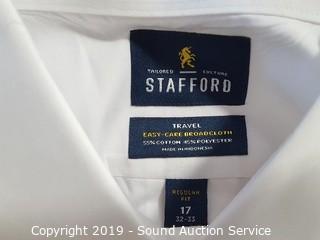 TAILORED CULTURE
STAFFORD
TRAVEL
EASY-CARE BROADCLOTH
55% COTTON 45% POLYESTER
MADE IN INDONESIA
REGULAR
FIT
17
32-33
Copyright 2019 - Sound Auction Service